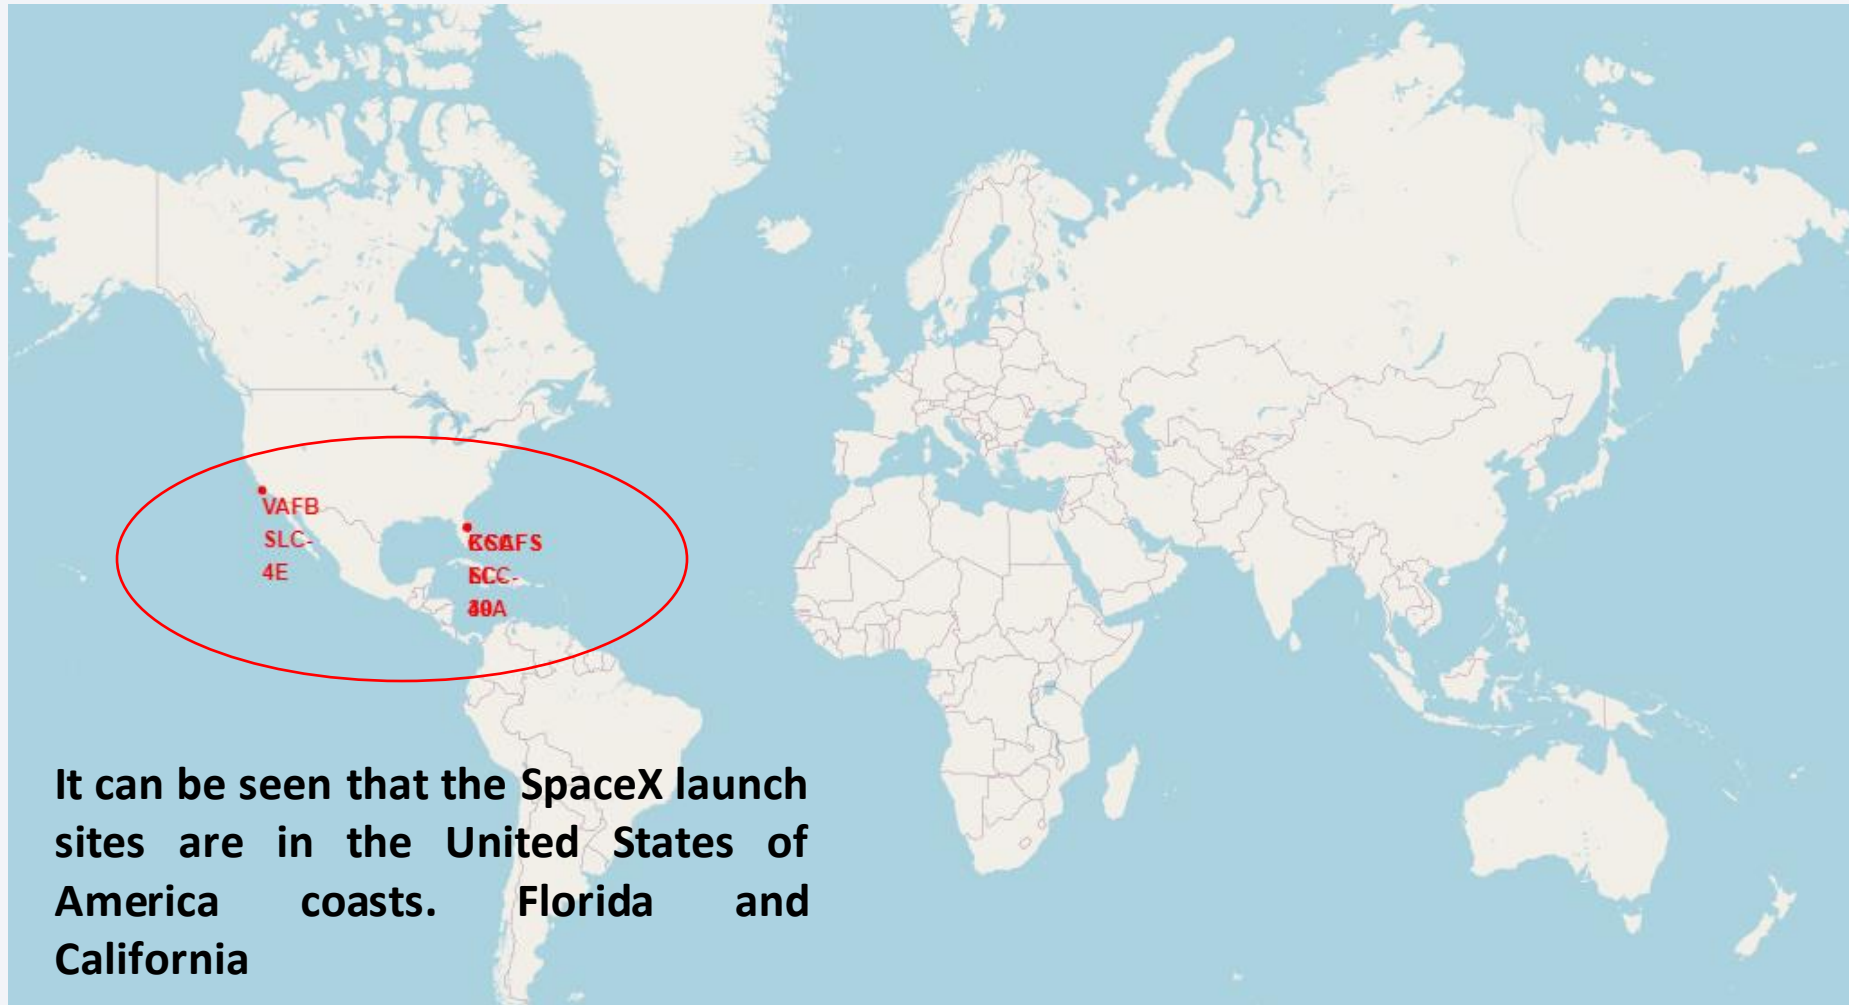 VAFB
SLC-
4E
It can be seen that the SpaceX launch
sites are in the United States of
America coasts. Florida and
California